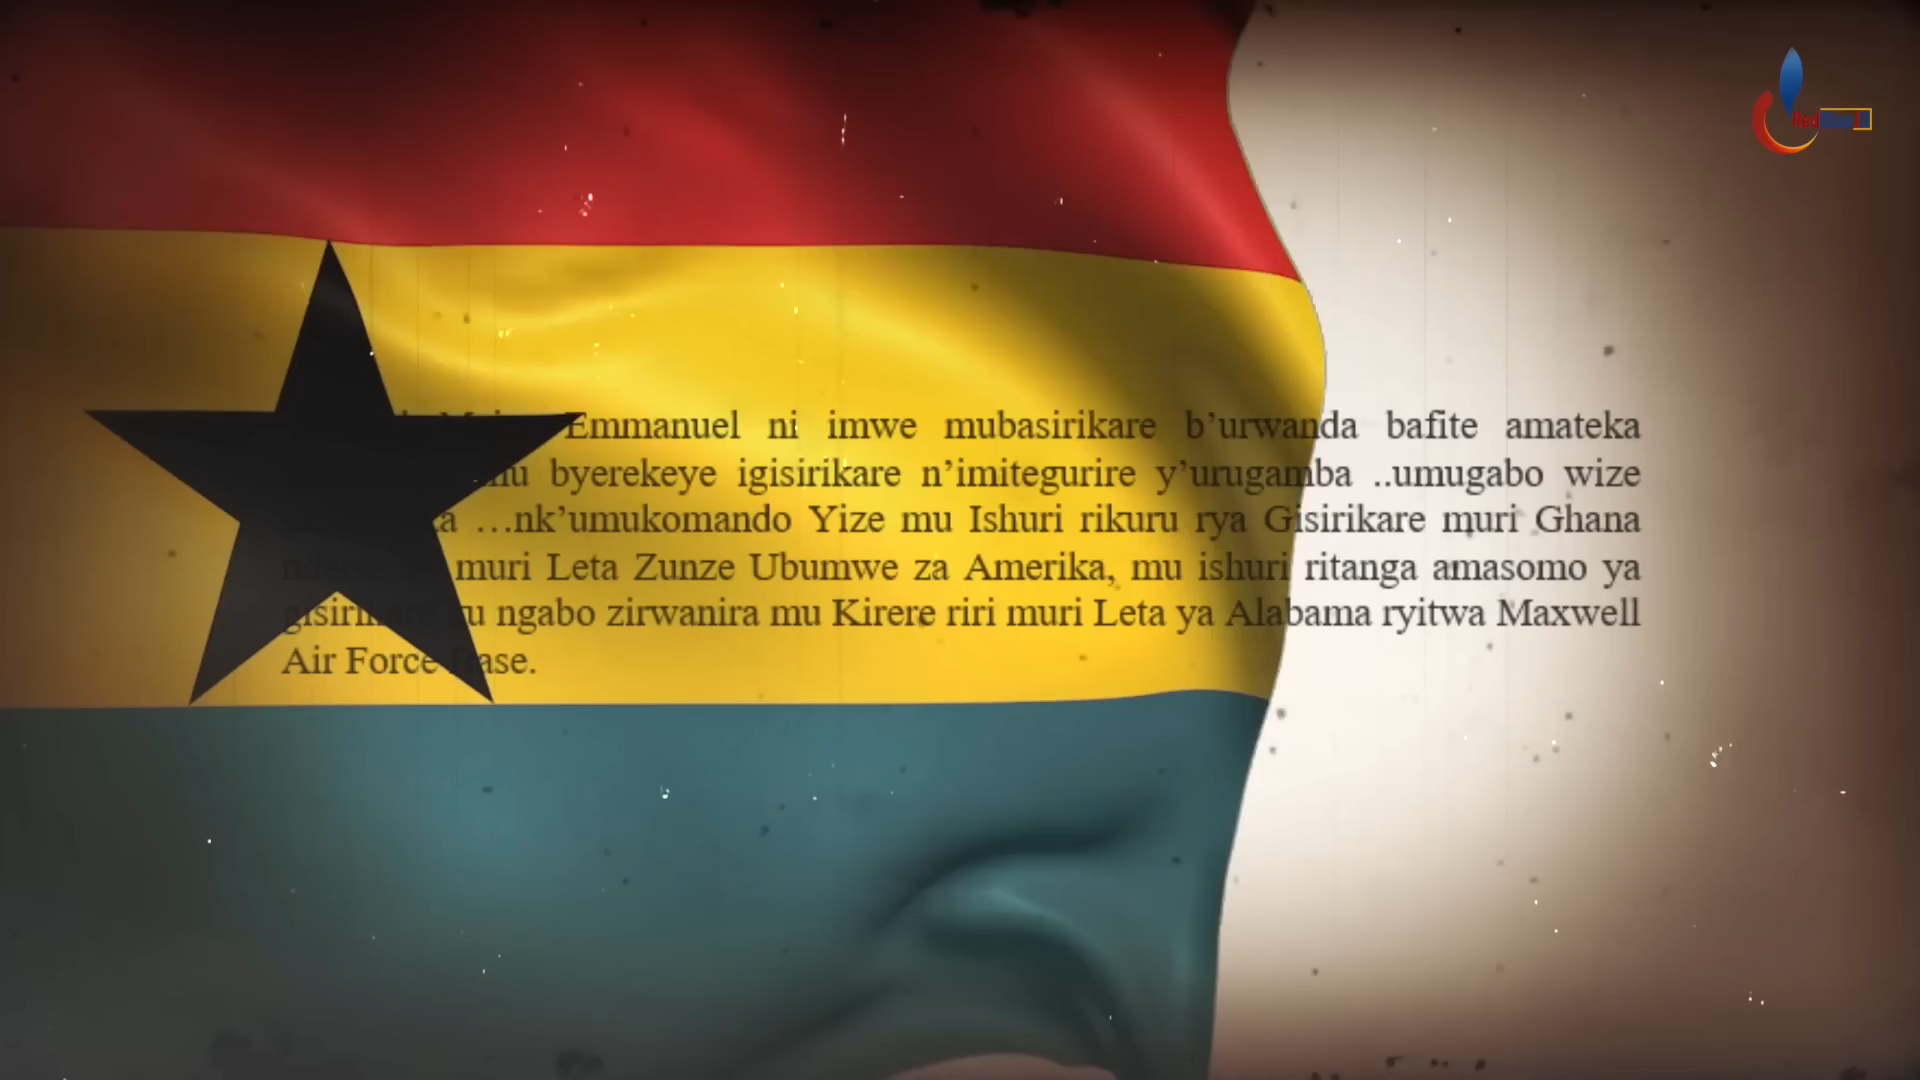 Emmanuel ni imwe mubasirikare b’urwanda bafite amateka
byerekeye igisirikare n’imitegurire y’urugamba ..umugabo wize
…nk’umukomando Yize mu Ishuri rikuru rya Gisirikare muri Ghana
muri Leta Zunze Ubumwe za Amerika, mu ishuri ritanga amasomo ya
ngabo zirwanira mu Kirere riri muri Leta ya Alabama ryitwa Maxwell
Air Force Base.